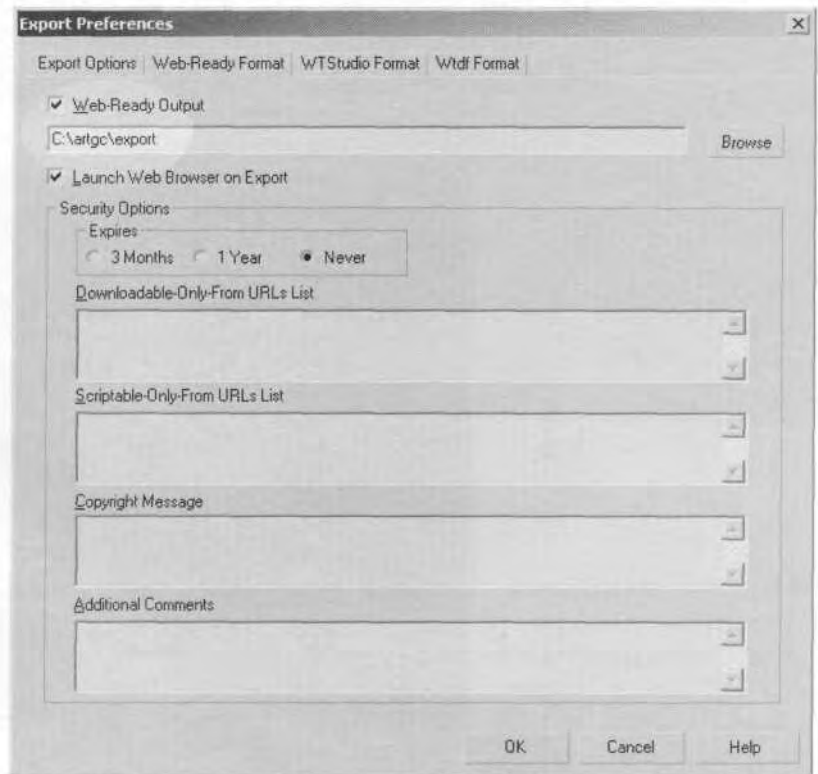 Export Preferences
Export Options Web-Ready Format WTStudio Format Wtdf Format
Web-Ready Output
C:\artgc\export
Browse
Launch Web Browser on Export
Security Options
Expires
3 Months 1 Year Never
Downloadable-Only-From URLs List
Scriptable-Only-From URLs List
Copyright Message
Additional Comments
OK Cancel Help